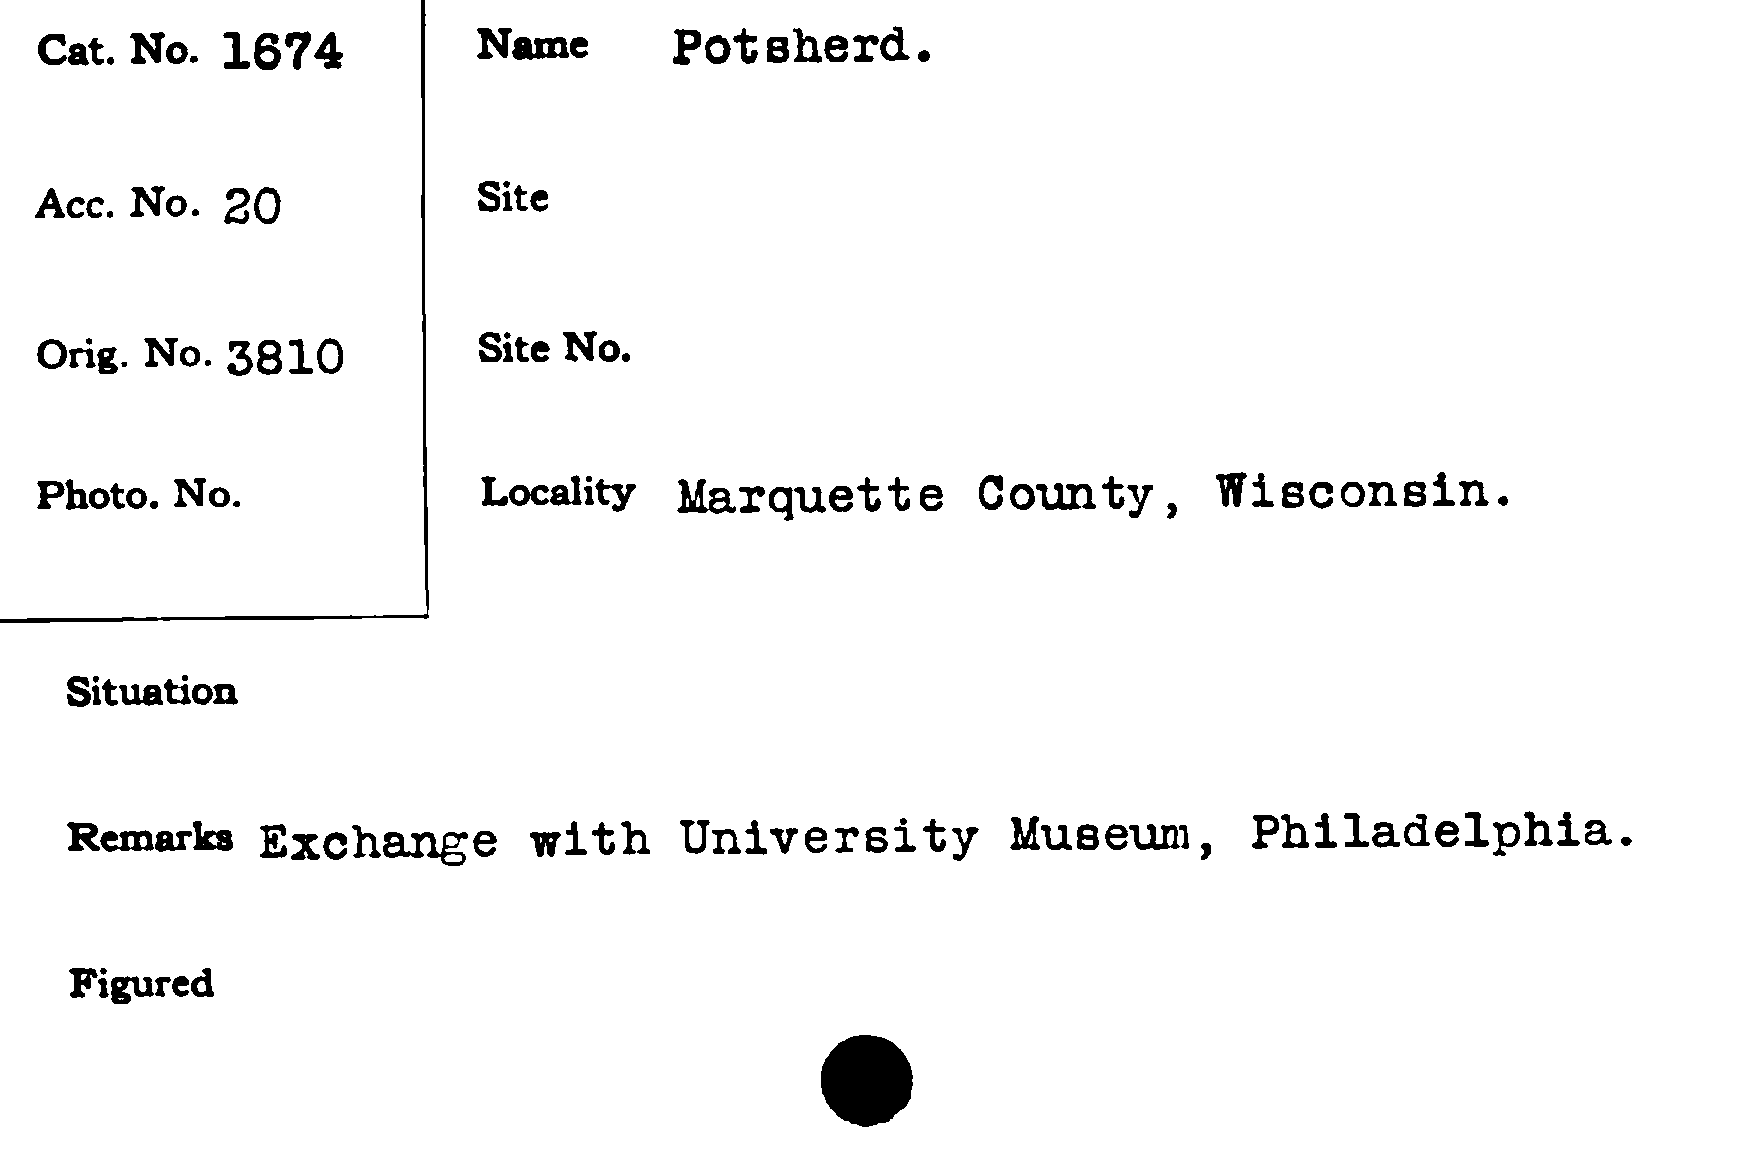 Cat. No. 1674
Name Potsherd.
Acc. No. 20
Site
Orig. No. 3810
Site No.
Photo. No.
Locality Marquette County, Wisconsin.
Situation
Remarks Exchange with University Museum, Philadelphia.
Figured